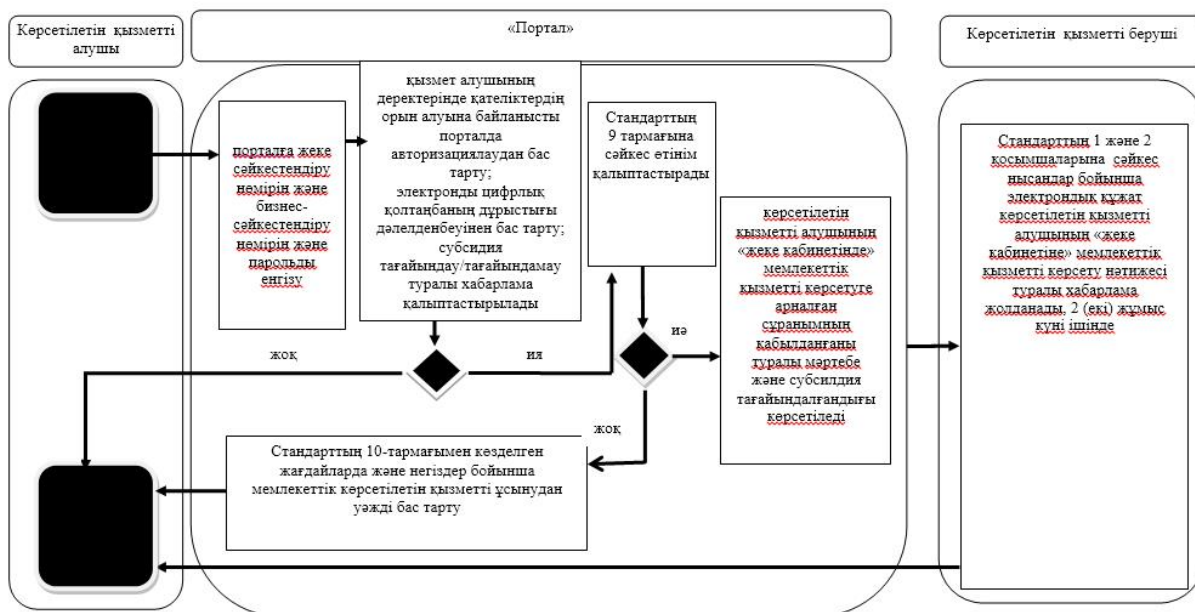 Көрсетілетін қызметті
алушы
«Портал»
Көрсетілетін қызметті беруші
порталға жеке
сәйкестендіру
нөмірін және
бизнес-
сәйкестендіру
нөмірін және
парольды
енгізу
қызмет алушының
деректерінде қателіктердің
орын алуына байланысты
порталда
авторизациялаудан бас
тарту;
электронды цифрлық
қолтаңбаның дұрыстығы
дәлелденбеуінен бас тарту;
субсидия
тағайындау/тағайындамау
туралы хабарлама
қалыптастырылады
Стандарттың
9 тармағына
сәйкес өтінім
қалыптастырады
көрсетілетін
қызметті алушының
«жеке кабинетінде»
мемлекеттік
қызметті көрсетуге
арналған
сұранымның
қабылданғаны
туралы мәртебе
және субсилдия
тағайындалғандығы
көрсетіледі
Стандарттың 1 және 2
қосымшаларына сәйкес
нысандар бойынша
электрондық құжат
көрсетілетін қызметті
алушының «жеке
кабинетіне» мемлекеттік
қызметті көрсету нәтижесі
туралы хабарлама
жолданады, 2 (екі) жұмыс
күні ішінде
жоқ
ия
иә
жоқ
Стандарттың 10-тармағымен көзделген
жағдайларда және негіздер бойынша
мемлекеттік көрсетілетін қызметті ұсынудан
уәжді бас тарту